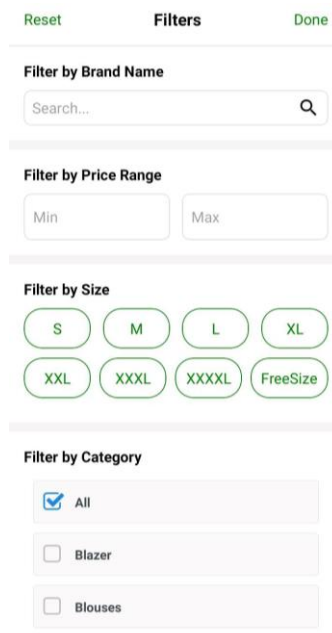 Reset Filters Done
Filter by Brand Name
Search...
Filter by Price Range
Min Max
Filter by Size
S M L XL
XXL XXXL XXXXL FreeSize
Filter by Category
All
Blazer
Blouses